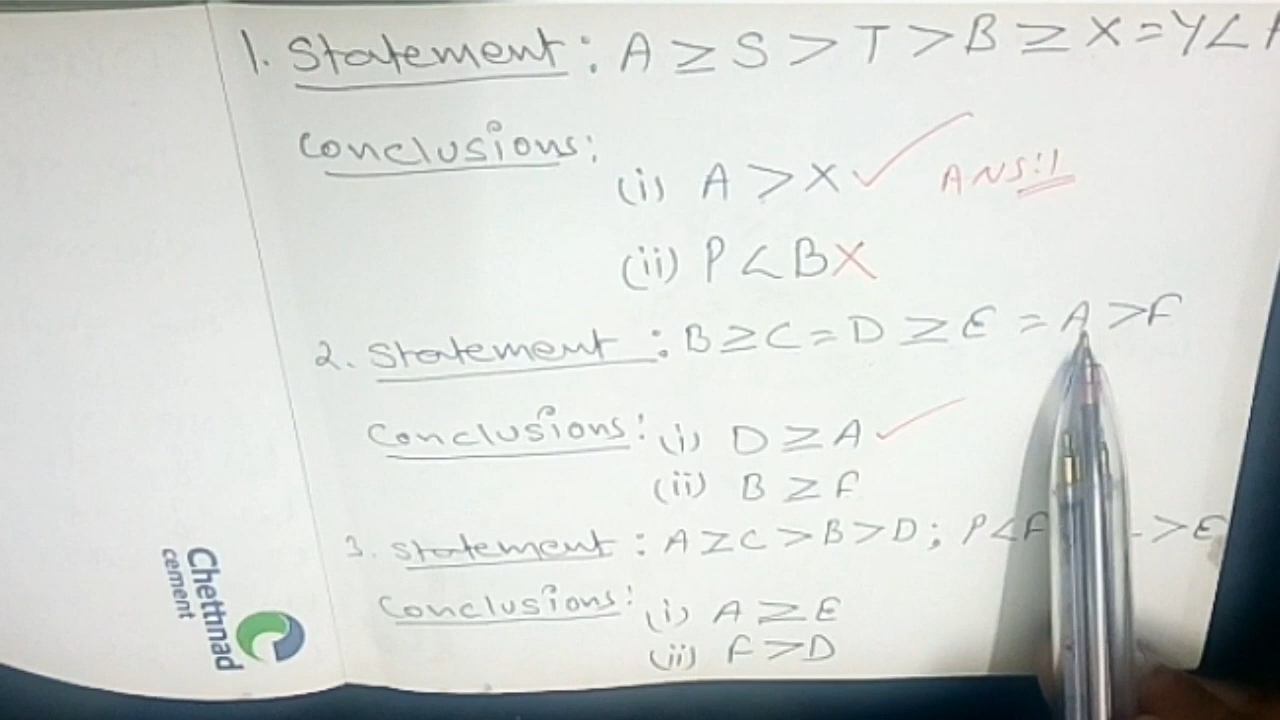 1. Statement: A ≥ S > T > B ≥ X = Y <
Conclusions:
(i) A > X ✓ ANS:1
(ii) P < B X
2. Statement: B ≥ C = D ≥ E = A > F
Conclusions: (i) D ≥ A ✓
(ii) B ≥ F
3. Statement: A ≥ C > B > D; P < F > E
Conclusions: (i) A ≥ E
(ii) F > D
Chettinad
cement